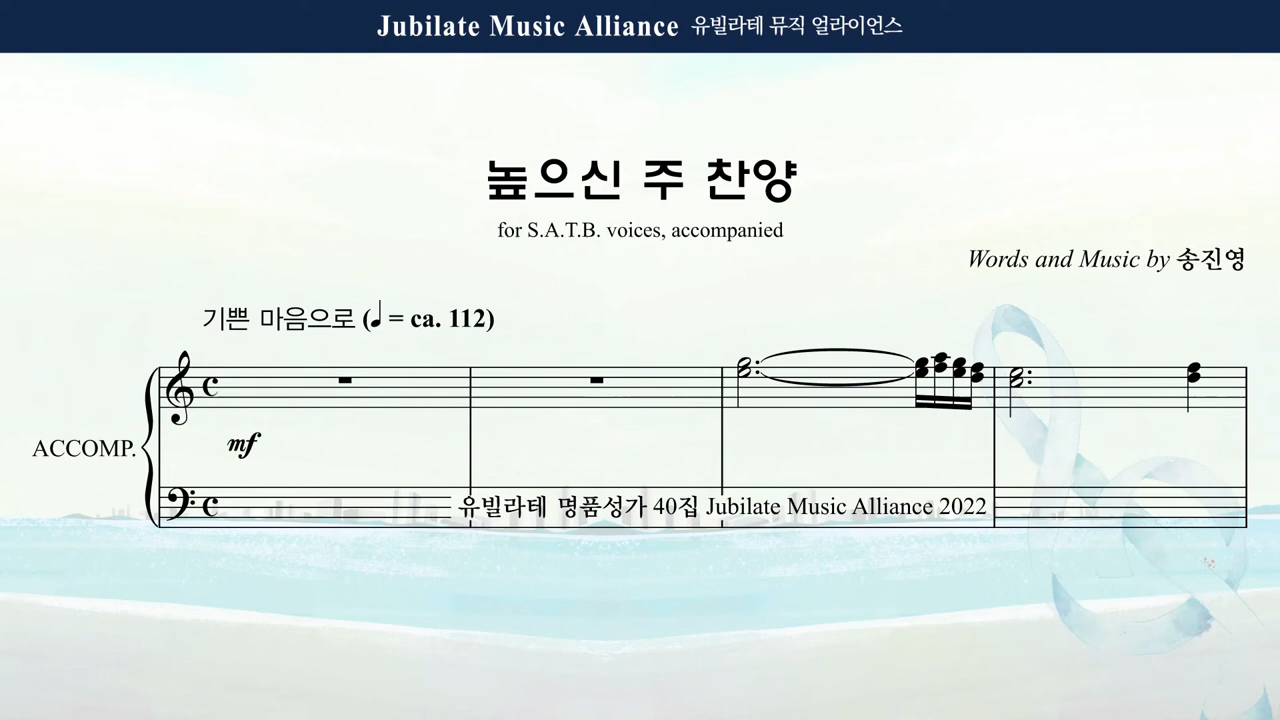 Jubilate Music Alliance 유빌라테 뮤직 얼라이언스
높으신 주 찬양
for S.A.T.B. voices, accompanied
Words and Music by 송진영
기쁜 마음으로 (♩ = ca. 112)
mf
ACCOMP.
유빌라테 명품성가 40집 Jubilate Music Alliance 2022